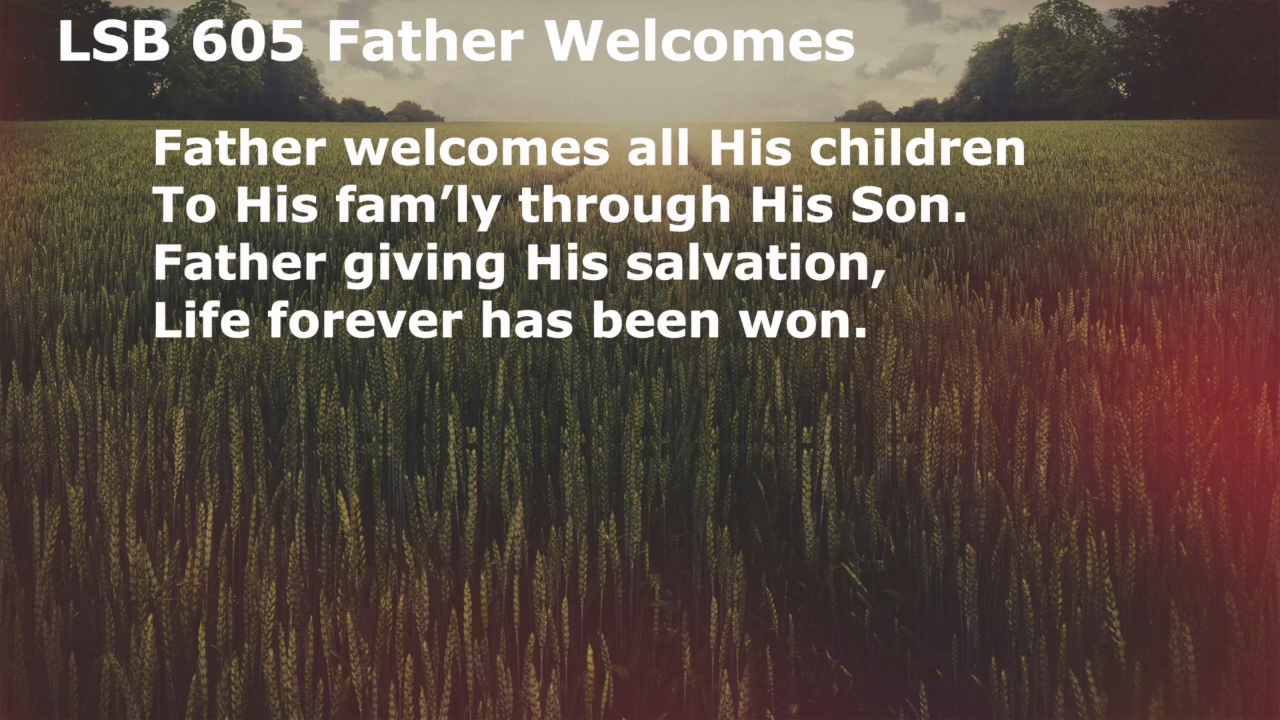 LSB 605 Father Welcomes
Father welcomes all His children
To His fam’ly through His Son.
Father giving His salvation,
Life forever has been won.